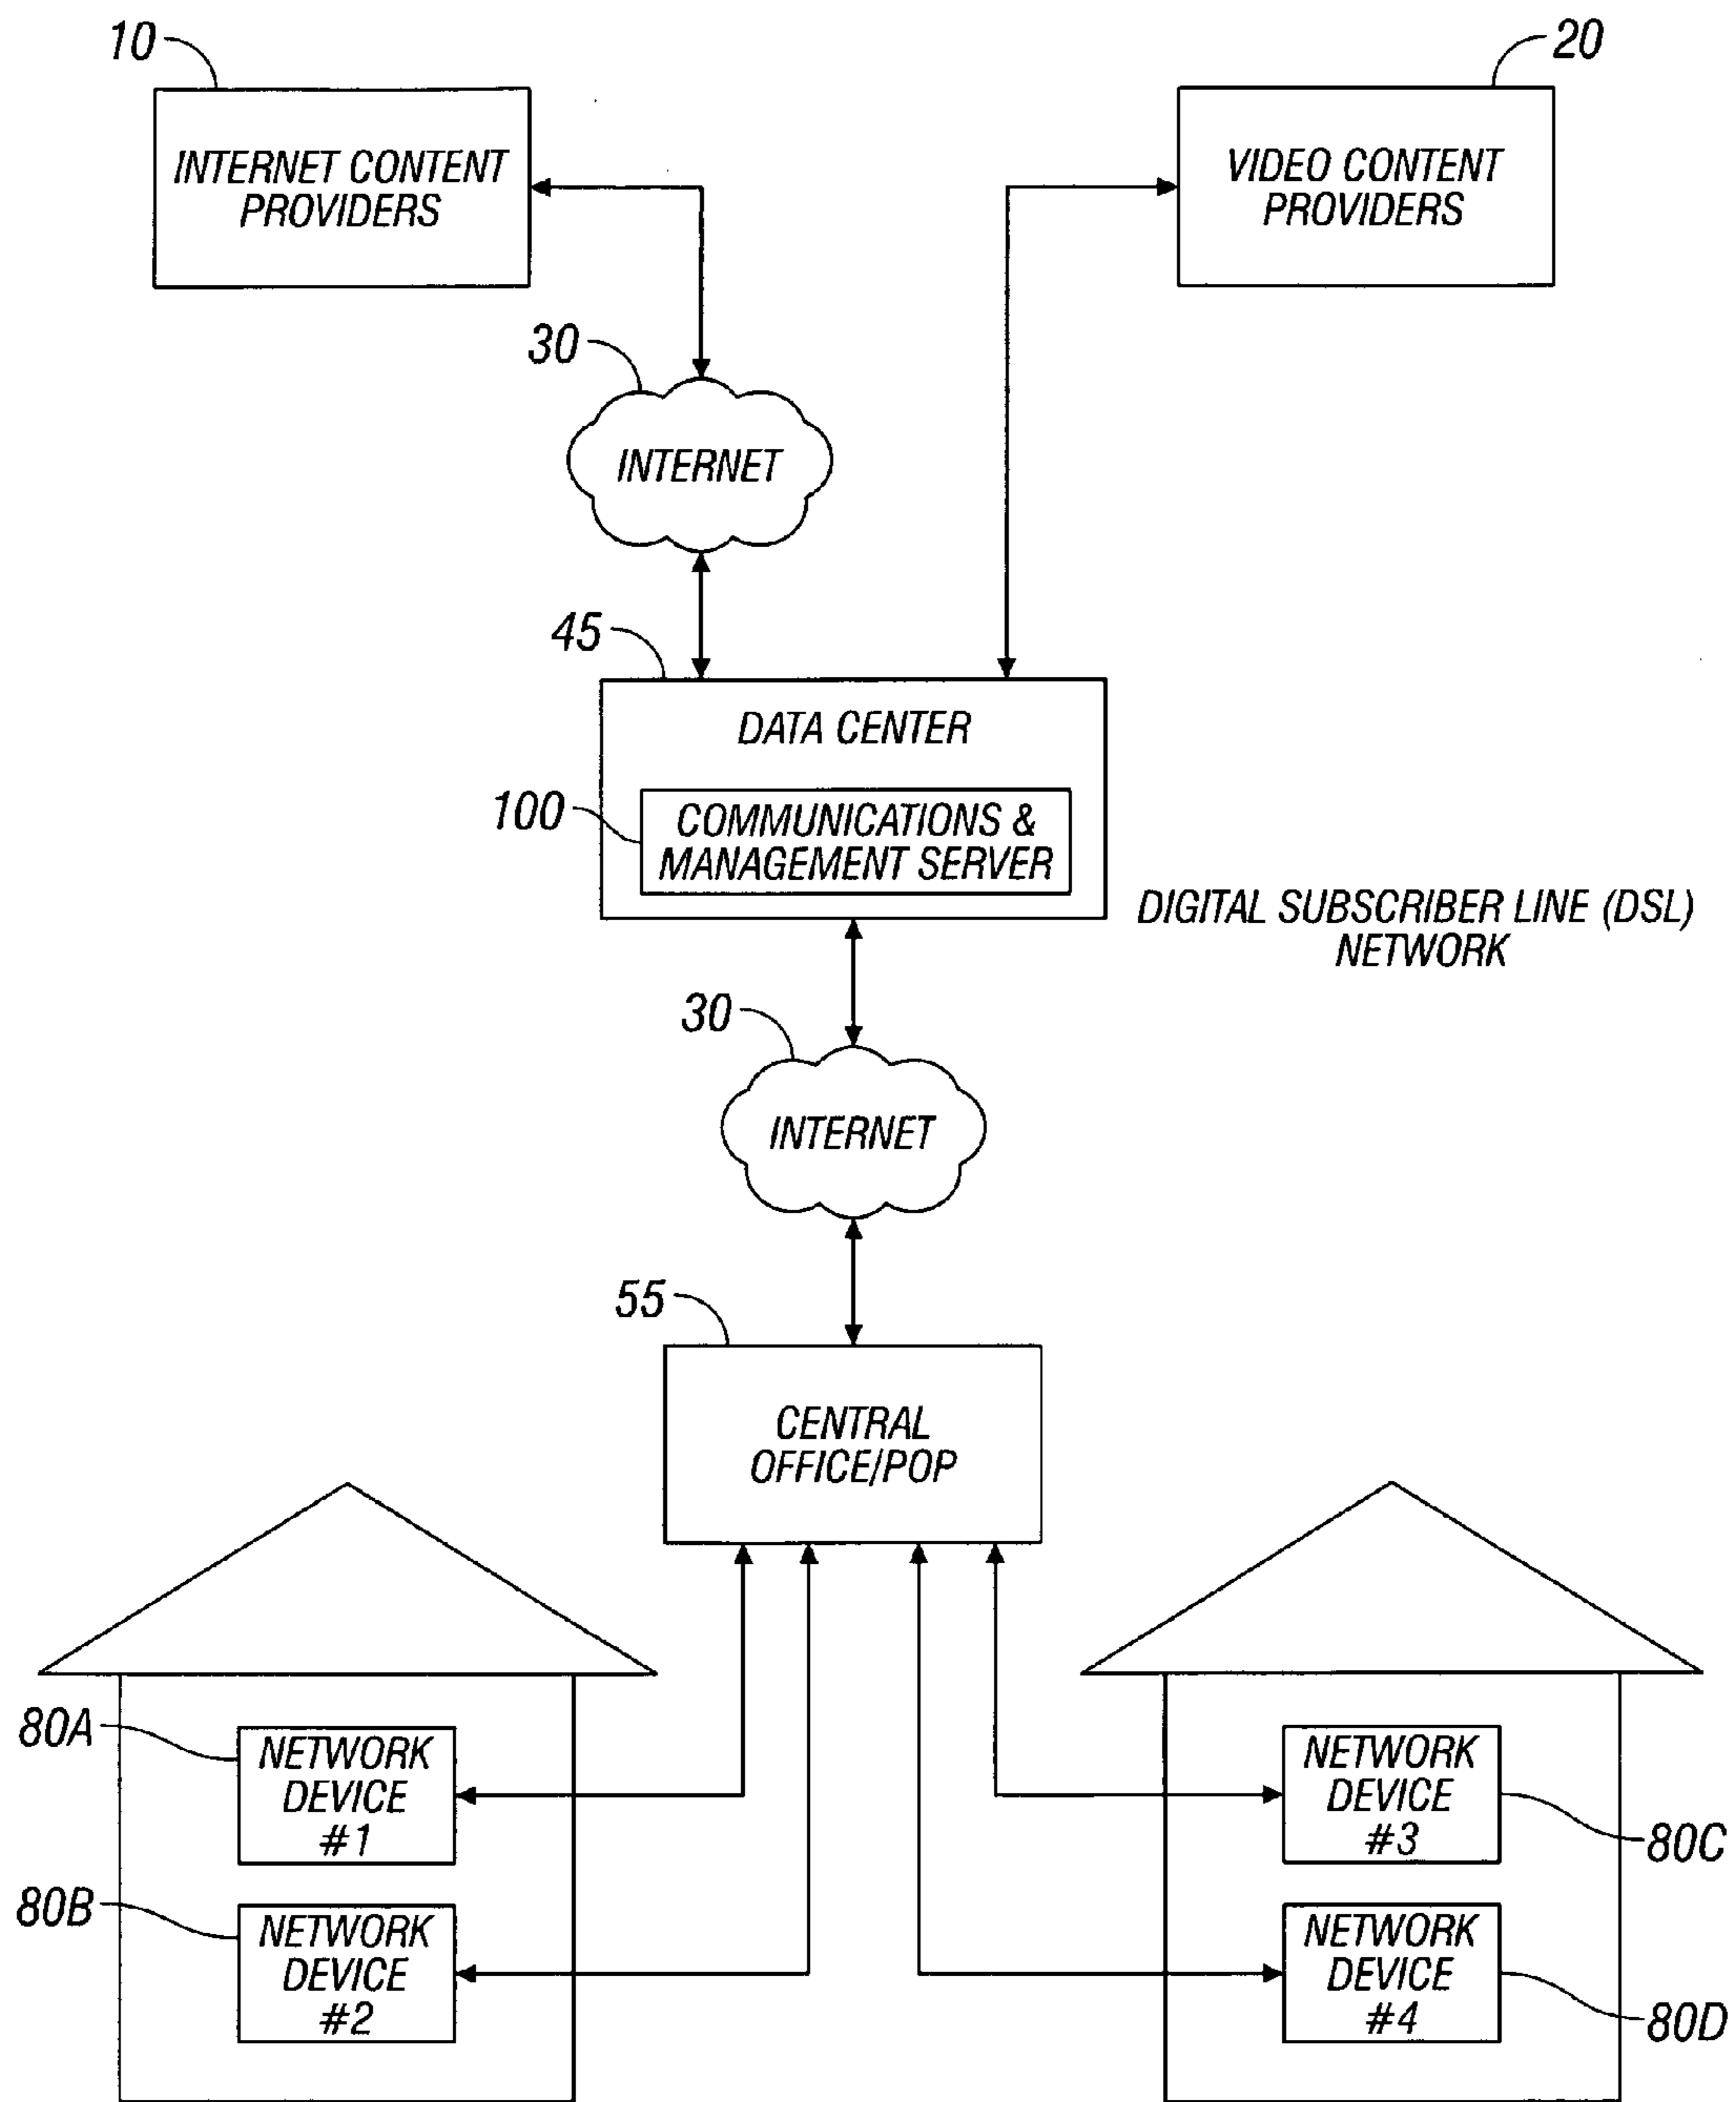 10
20
INTERNET CONTENT
PROVIDERS
VIDEO CONTENT
PROVIDERS
30
INTERNET
45
DATA CENTER
100
COMMUNICATIONS &
MANAGEMENT SERVER
DIGITAL SUBSCRIBER LINE (DSL)
NETWORK
30
INTERNET
55
CENTRAL
OFFICE/POP
80A
NETWORK
DEVICE
#1
80B
NETWORK
DEVICE
#2
NETWORK
DEVICE
#3
80C
NETWORK
DEVICE
#4
80D